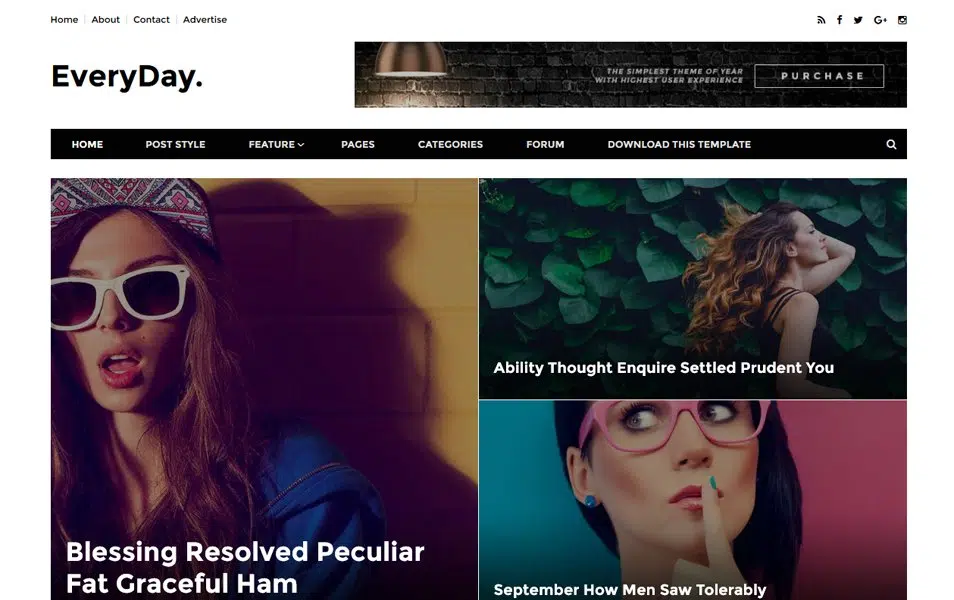 Home About Contact Advertise
EveryDay.
THE SIMPLEST THEME OF YEAR
WITH HIGHEST USER EXPERIENCE
PURCHASE
HOME POST STYLE FEATURE PAGES CATEGORIES FORUM DOWNLOAD THIS TEMPLATE
Blessing Resolved Peculiar
Fat Graceful Ham
Ability Thought Enquire Settled Prudent You
September How Men Saw Tolerably